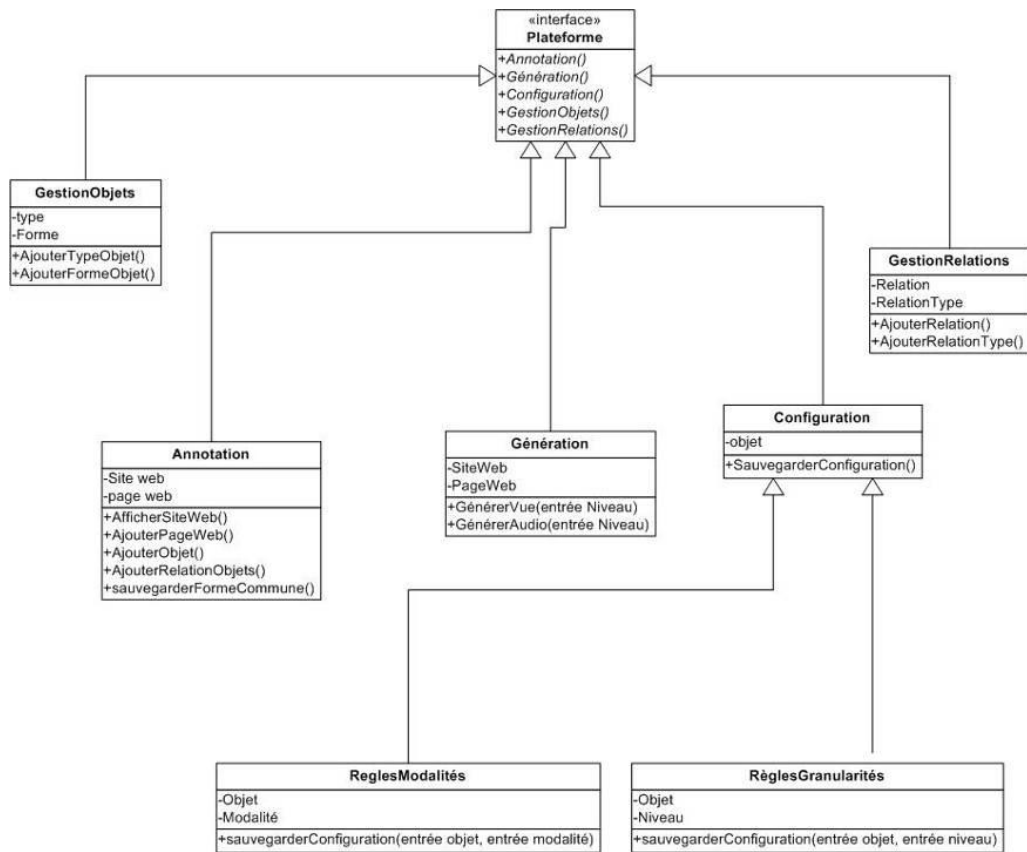 «interface»
Plateforme
+Annotation()
+Génération()
+Configuration()
+GestionObjets()
+GestionRelations()
GestionObjets
-type
-Forme
+AjouterTypeObjet()
+AjouterFormeObjet()
GestionRelations
-Relation
-RelationType
+AjouterRelation()
+AjouterRelationType()
Annotation
-Site web
-page web
+AfficherSiteWeb()
+AjouterPageWeb()
+AjouterObjet()
+AjouterRelationObjets()
+sauvegarderFormeCommune()
Génération
-SiteWeb
-PageWeb
+GénérerVue(entrée Niveau)
+GénérerAudio(entrée Niveau)
Configuration
-objet
+SauvegarderConfiguration()
ReglesModalités
-Objet
-Modalité
+sauvegarderConfiguration(entrée objet, entrée modalité)
RèglesGranularités
-Objet
-Niveau
+sauvegarderConfiguration(entrée objet, entrée niveau)